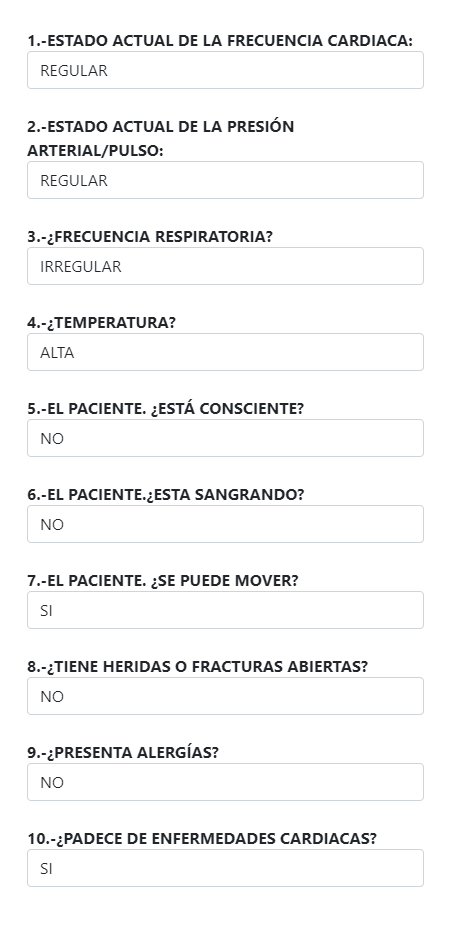 1.-ESTADO ACTUAL DE LA FRECUENCIA CARDIACA:
REGULAR
2.-ESTADO ACTUAL DE LA PRESIÓN
ARTERIAL/PULSO:
REGULAR
3.-¿FRECUENCIA RESPIRATORIA?
IRREGULAR
4.-¿TEMPERATURA?
ALTA
5.-EL PACIENTE. ¿ESTÁ CONSCIENTE?
NO
6.-EL PACIENTE.¿ESTA SANGRANDO?
NO
7.-EL PACIENTE. ¿SE PUEDE MOVER?
SI
8.-¿TIENE HERIDAS O FRACTURAS ABIERTAS?
NO
9.-¿PRESENTA ALERGÍAS?
NO
10.-¿PADECE DE ENFERMEDADES CARDIACAS?
SI